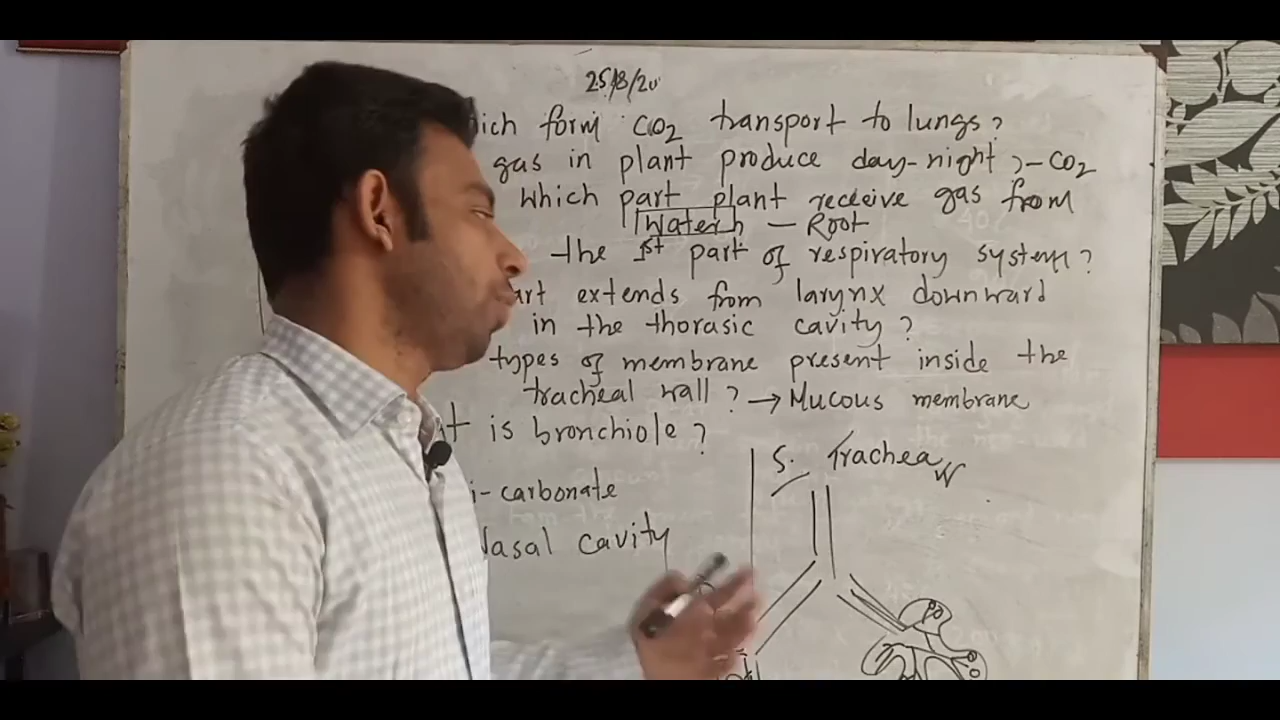 25/8/20
ich form CO2 transport to lungs?
gas in plant produce day-night ?-CO2
Which part plant receive gas from
Water - Root
the 1st part of respiratory system?
art extends from larynx downward
in the thorasic cavity?
types of membrane present inside the
tracheal wall? → Mucous membrane
t is bronchiole?
S. Trachea
i-carbonate
Nasal cavity